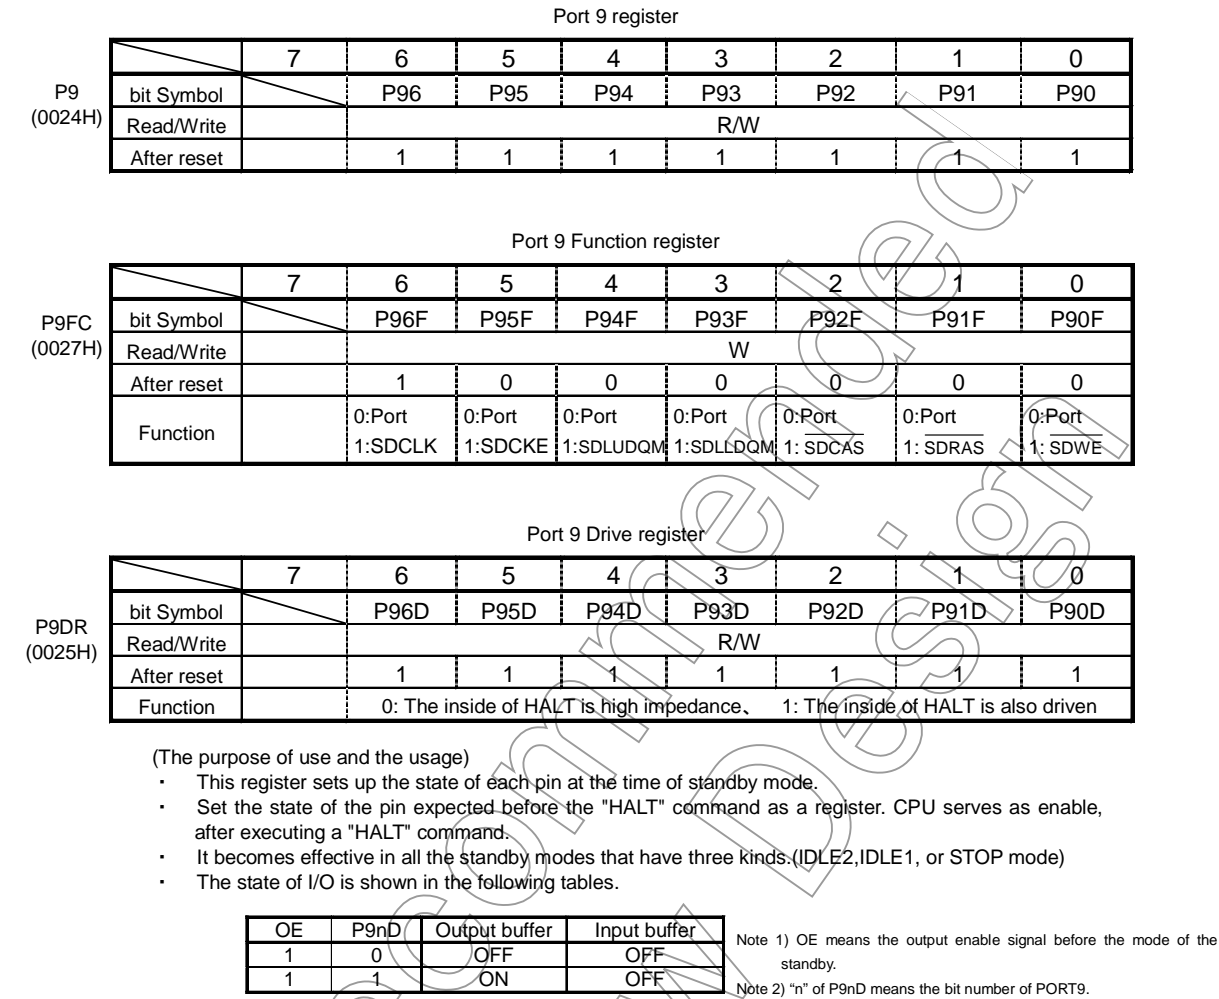 Port 9 register
7 6 5 4 3 2 1 0
P9 (0024H)
bit Symbol P96 P95 P94 P93 P92 P91 P90
Read/Write R/W
After reset 1 1 1 1 1 1 1
Port 9 Function register
7 6 5 4 3 2 1 0
P9FC (0027H)
bit Symbol P96F P95F P94F P93F P92F P91F P90F
Read/Write W
After reset 1 0 0 0 0 0 0
Function
0:Port 0:Port 0:Port 0:Port 0:Port 0:Port 0:Port
1:SDCLK 1:SDCKE 1:SDLUDQM 1:SDLLDQM 1: SDCAS 1: SDRAS 1: SDWE
Port 9 Drive register
7 6 5 4 3 2 1 0
P9DR (0025H)
bit Symbol P96D P95D P94D P93D P92D P91D P90D
Read/Write R/W
After reset 1 1 1 1 1 1 1
Function 0: The inside of HALT is high impedance、 1: The inside of HALT is also driven
(The purpose of use and the usage)
・ This register sets up the state of each pin at the time of standby mode.
・ Set the state of the pin expected before the "HALT" command as a register. CPU serves as enable,
after executing a "HALT" command.
・ It becomes effective in all the standby modes that have three kinds.(IDLE2,IDLE1, or STOP mode)
・ The state of I/O is shown in the following tables.
OE P9nD Output buffer Input buffer
1 0 OFF OFF
1 1 ON OFF
Note 1) OE means the output enable signal before the mode of the
standby.
Note 2) “n” of P9nD means the bit number of PORT9.